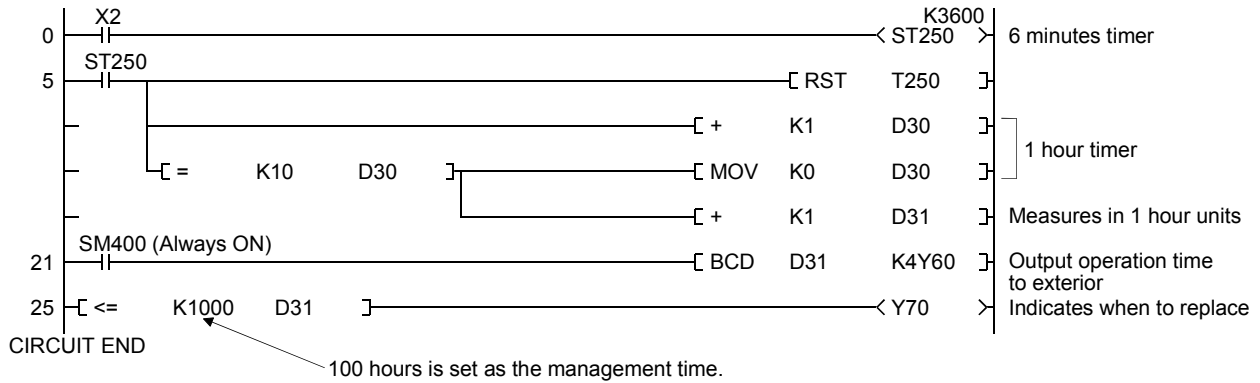 X2 K3600
0 ST250 6 minutes timer
ST250
5 RST T250
+ K1 D30
1 hour timer
= K10 D30 MOV K0 D30
+ K1 D31 Measures in 1 hour units
SM400 (Always ON)
21 BCD D31 K4Y60 Output operation time
to exterior
25 <= K1000 D31 Y70 Indicates when to replace
CIRCUIT END
100 hours is set as the management time.